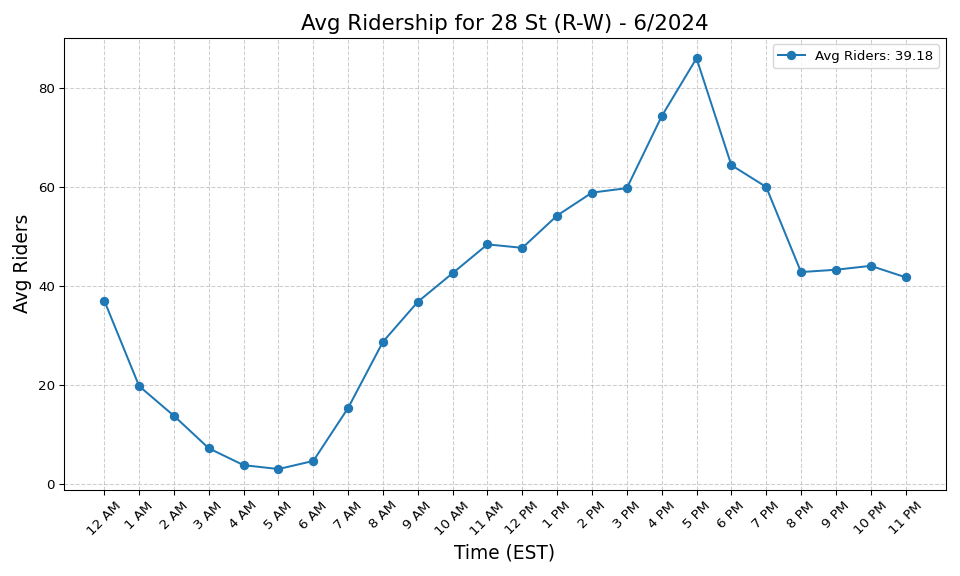 Avg Ridership for 28 St (R-W) - 6/2024
Avg Riders: 39.18
80
60
40
20
0
Avg Riders
12 AM
1 AM
2 AM
3 AM
4 AM
5 AM
6 AM
7 AM
8 AM
9 AM
10 AM
11 AM
12 PM
1 PM
2 PM
3 PM
4 PM
5 PM
6 PM
7 PM
8 PM
9 PM
10 PM
11 PM
Time (EST)